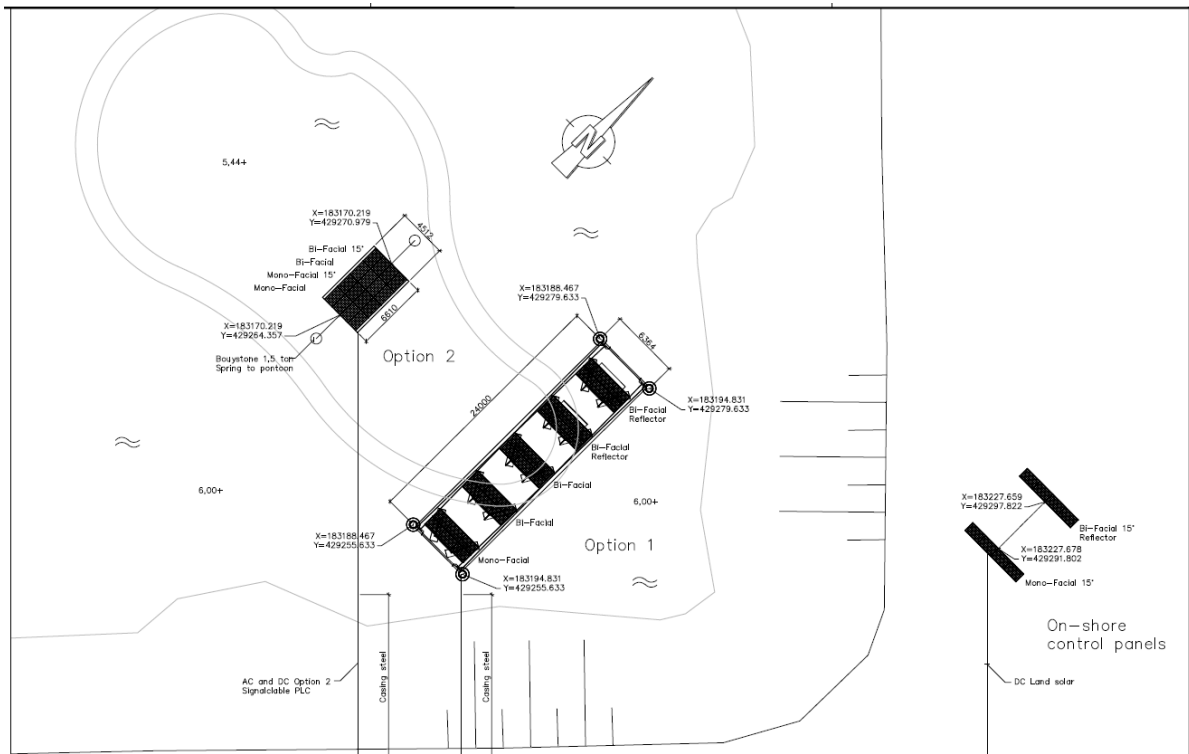 N
5,44+
X=183170.219
Y=429270.979
4512
Bi-Facial 15°
Bi-Facial
Mono-Facial 15°
Mono-Facial
6610
X=183170.219
Y=429264.357
Bouystone 1,5 ton
Spring to pontoon
Option 2
X=183188.467
Y=429279.633
6364
24000
X=183194.831
Y=429279.633
Bi-Facial
Reflector
Bi-Facial
Reflector
Bi-Facial
Bi-Facial
Mono-Facial
6,00+
6,00+
X=183188.467
Y=429255.633
Option 1
X=183194.831
Y=429255.633
X=183227.659
Y=429297.822
Bi-Facial 15°
Reflector
X=183227.678
Y=429291.802
Mono-Facial 15°
On-shore
control panels
AC and DC Option 2
Signalclable PLC
Casing steel
Casing steel
DC Land solar